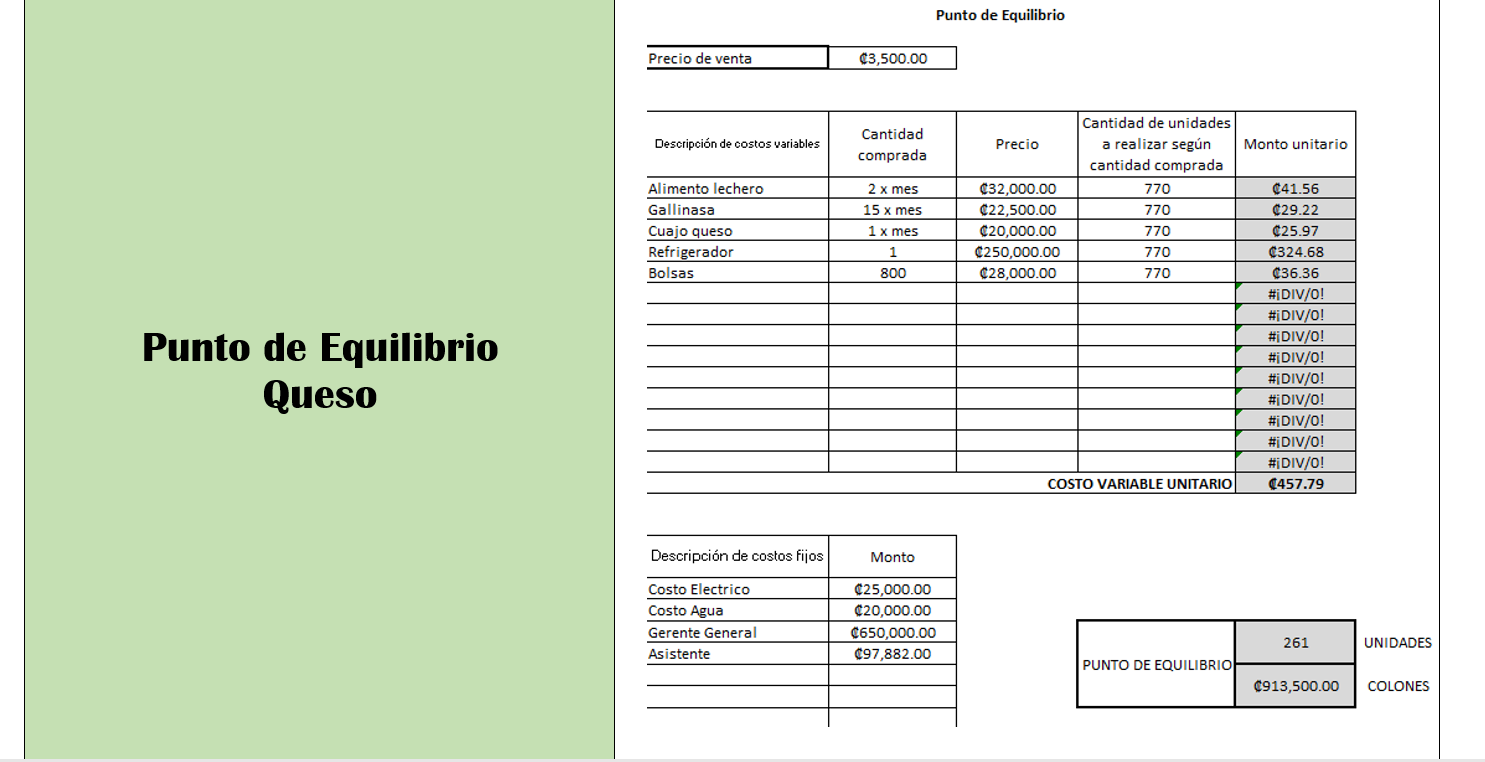 Punto de Equilibrio
Queso
Punto de Equilibrio
Precio de venta ₡3,500.00
Descripción de costos variables Cantidad comprada Precio Cantidad de unidades a realizar según cantidad comprada Monto unitario
Alimento lechero 2 x mes ₡32,000.00 770 ₡41.56
Gallinasa 15 x mes ₡22,500.00 770 ₡29.22
Cuajo queso 1 x mes ₡20,000.00 770 ₡25.97
Refrigerador 1 ₡250,000.00 770 ₡324.68
Bolsas 800 ₡28,000.00 770 ₡36.36
#¡DIV/0!
#¡DIV/0!
#¡DIV/0!
#¡DIV/0!
#¡DIV/0!
#¡DIV/0!
#¡DIV/0!
#¡DIV/0!
#¡DIV/0!
COSTO VARIABLE UNITARIO ₡457.79
Descripción de costos fijos Monto
Costo Electrico ₡25,000.00
Costo Agua ₡20,000.00
Gerente General ₡650,000.00
Asistente ₡97,882.00
PUNTO DE EQUILIBRIO
261 UNIDADES
₡913,500.00 COLONES